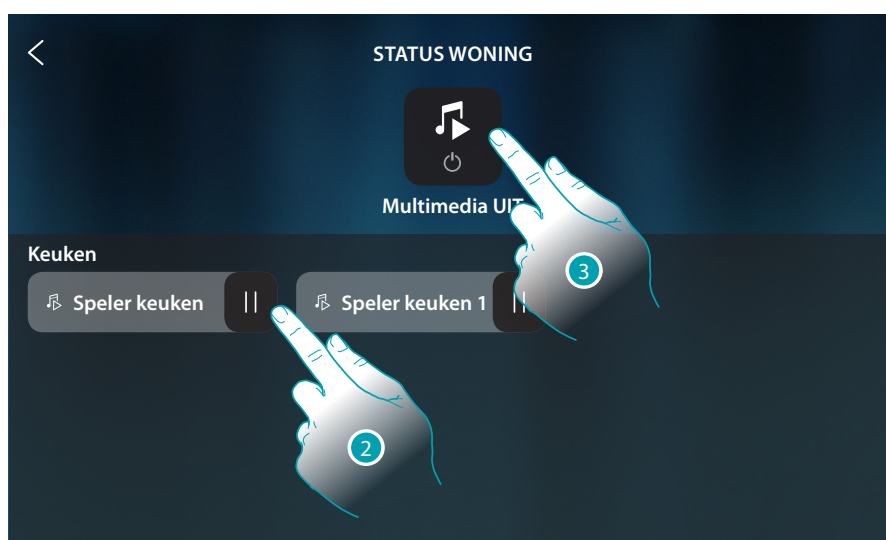 STATUS WONING
Multimedia UIT
3
Keuken
Speler keuken
Speler keuken 1
2